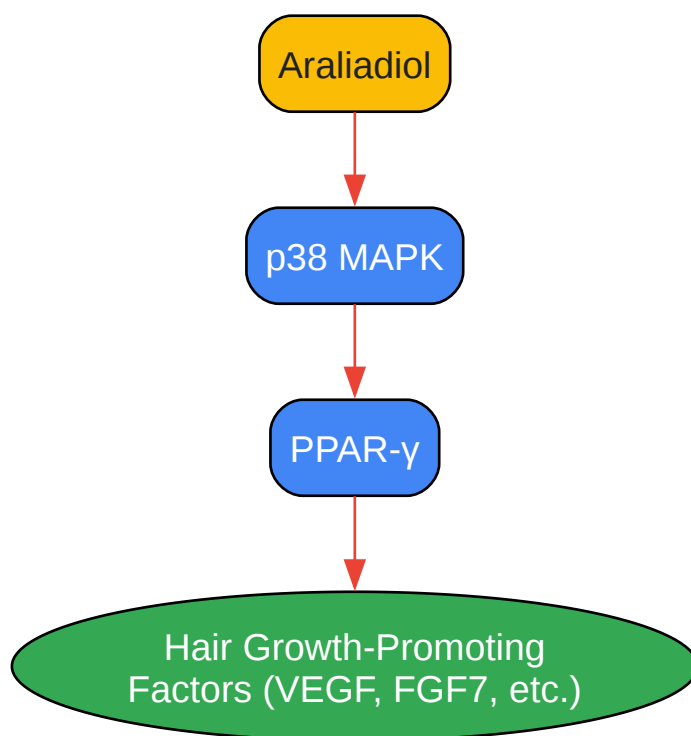 Araliadiol
p38 MAPK
PPAR-γ
Hair Growth-Promoting
Factors (VEGF, FGF7, etc.)